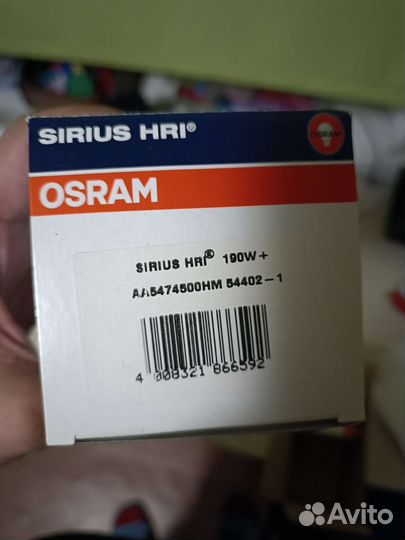 SIRIUS HRI®
OSRAM
OSRAM
SIRIUS HRI® 190W+
AA5474500HM 54402-1
4 008321 866592
Avito